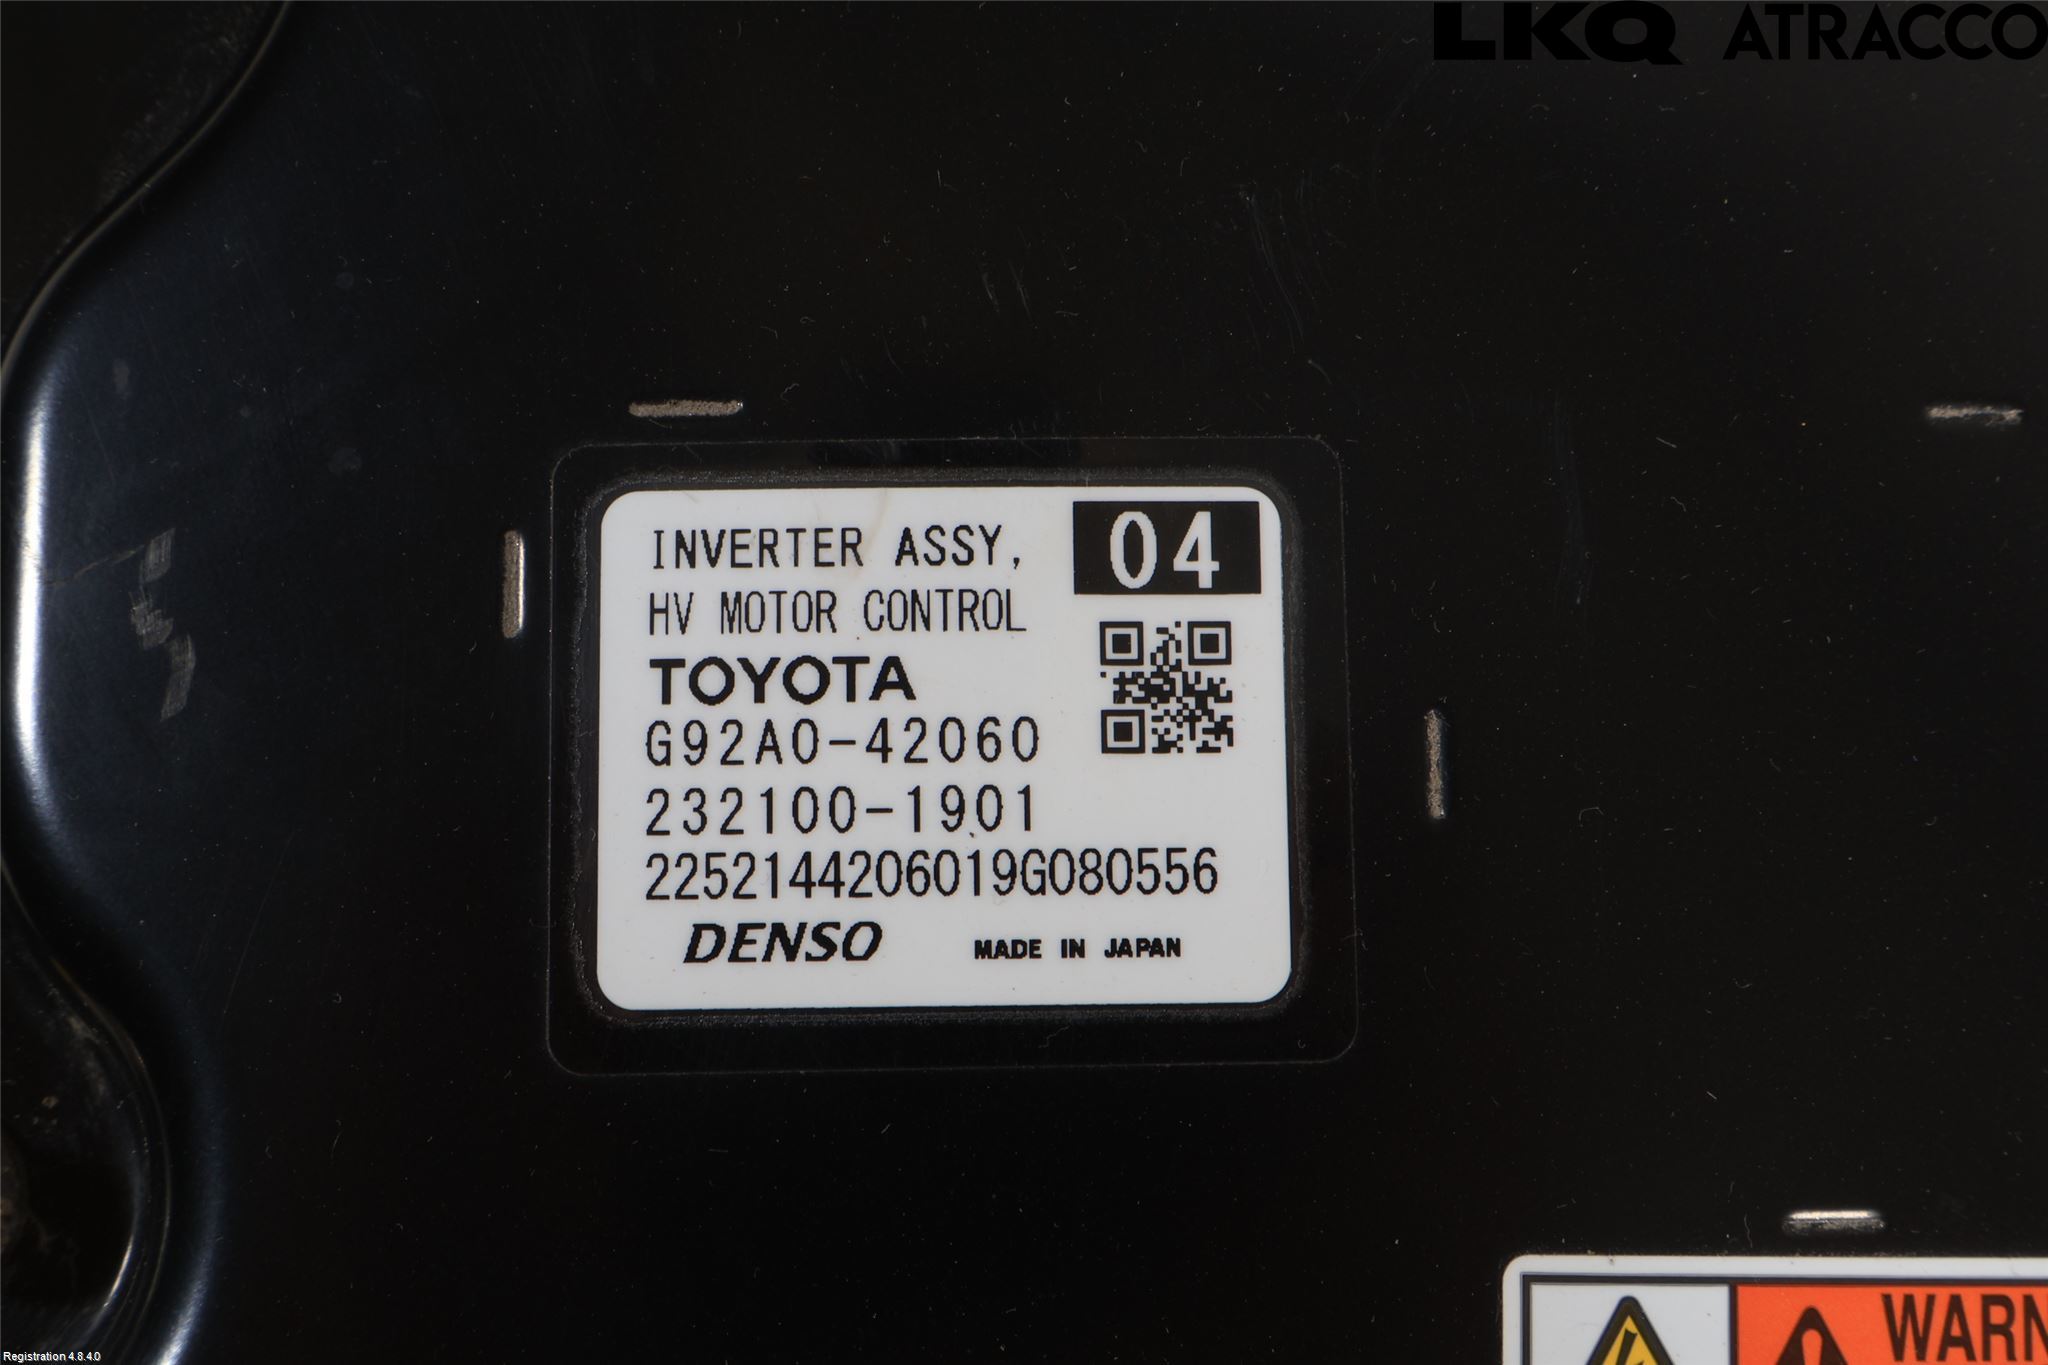 LKQ ATRACCO
INVERTER ASSY,
04
HV MOTOR CONTROL
TOYOTA
G92A0-42060
232100-1901
2252144206019G080556
DENSO MADE IN JAPAN
WARN
Registration 4.8.4.0